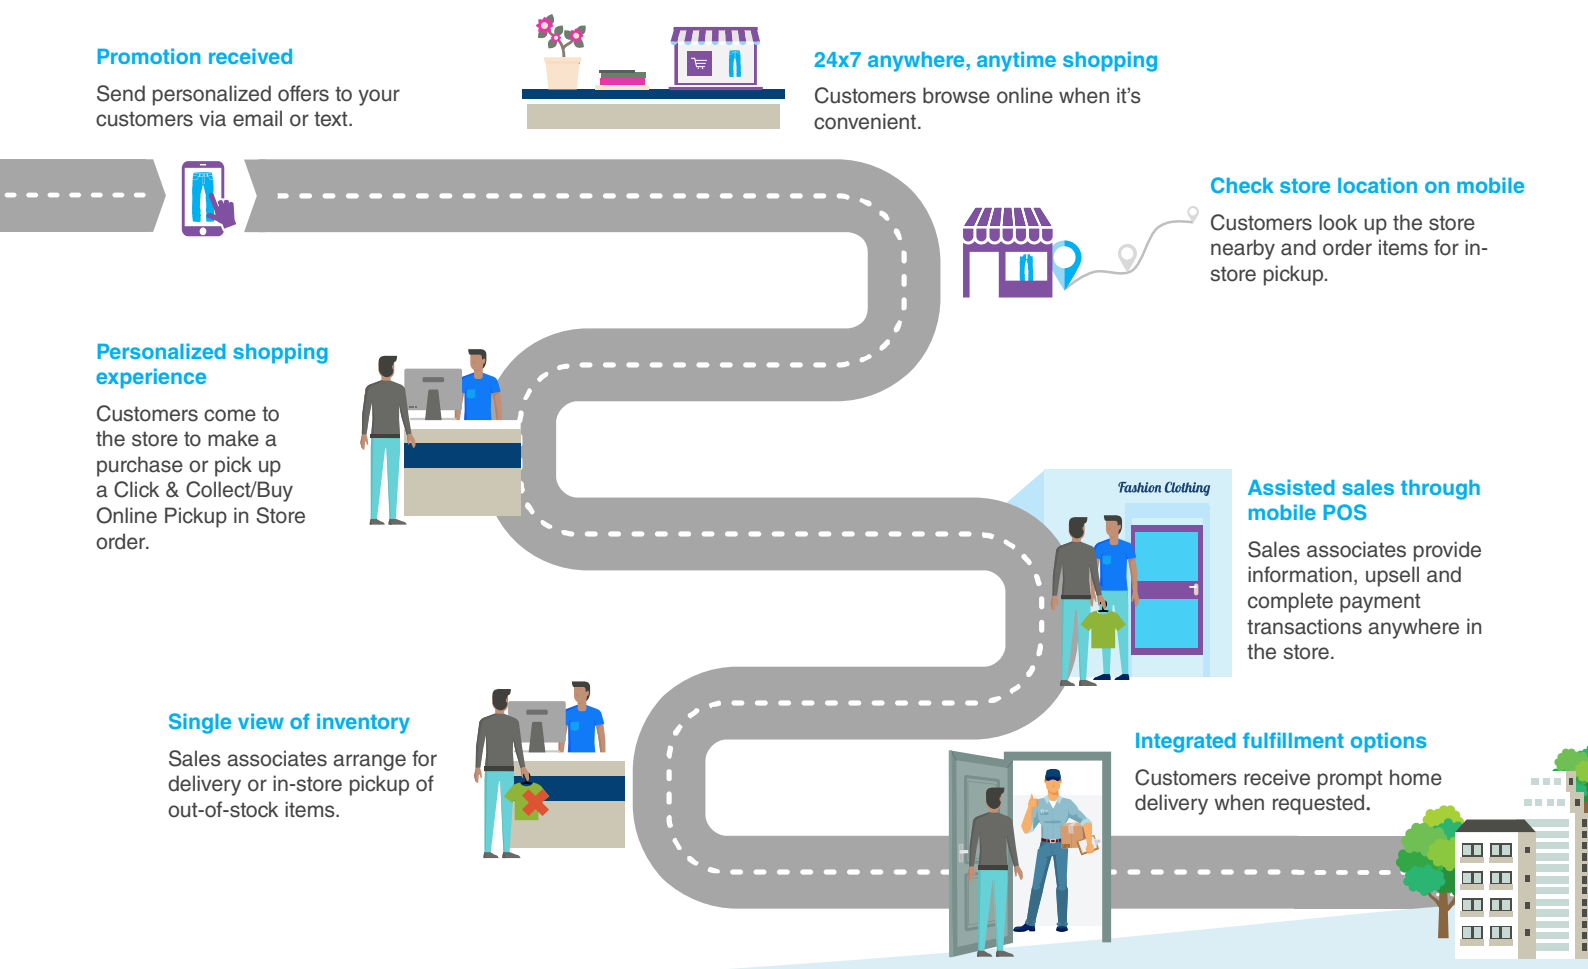 Promotion received
Send personalized offers to your
customers via email or text.
24x7 anywhere, anytime shopping
Customers browse online when it's
convenient.
Check store location on mobile
Customers look up the store
nearby and order items for in-
store pickup.
Personalized shopping
experience
Customers come to
the store to make a
purchase or pick up
a Click & Collect/Buy
Online Pickup in Store
order.
Fashion Clothing
Assisted sales through
mobile POS
Sales associates provide
information, upsell and
complete payment
transactions anywhere in
the store.
Single view of inventory
Sales associates arrange for
delivery or in-store pickup of
out-of-stock items.
Integrated fulfillment options
Customers receive prompt home
delivery when requested.